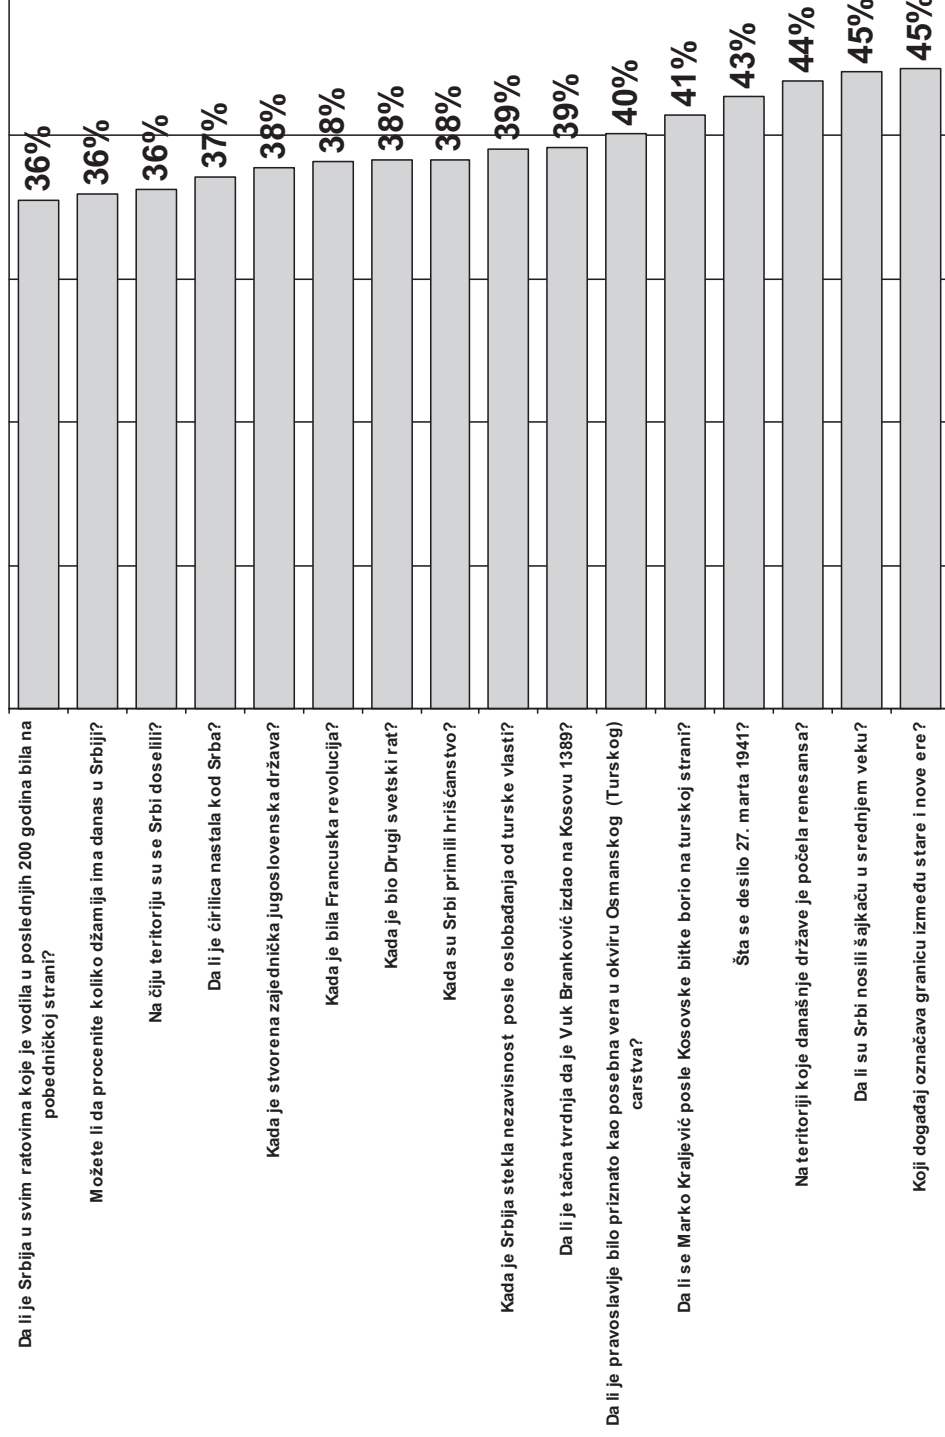 Da li je Srbija u svim ratovima koje je vodila u poslednjih 200 godina bila na
pobedničkoj strani?
36%
Možete li da procenite koliko džamija ima danas u Srbiji?
36%
Na čiju teritoriju su se Srbi doselili?
36%
Da li je ćirilica nastala kod Srba?
37%
Kada je stvorena zajednička jugoslovenska država?
38%
Kada je bila Francuska revolucija?
38%
Kada je bio Drugi svetski rat?
38%
Kada su Srbi primili hrišćanstvo?
38%
Kada je Srbija stekla nezavisnost posle oslobađanja od turske vlasti?
39%
Da li je tačna tvrdnja da je Vuk Branković izdao na Kosovu 1389?
39%
Da li je pravoslavlje bilo priznato kao posebna vera u okviru Osmanskog (Turskog)
carstva?
40%
Da li se Marko Kraljević posle Kosovske bitke borio na turskoj strani?
41%
Šta se desilo 27. marta 1941?
43%
Na teritoriji koje današnje države je počela renesansa?
44%
Da li su Srbi nosili šajkaču u srednjem veku?
45%
Koji događaj označava granicu između stare i nove ere?
45%